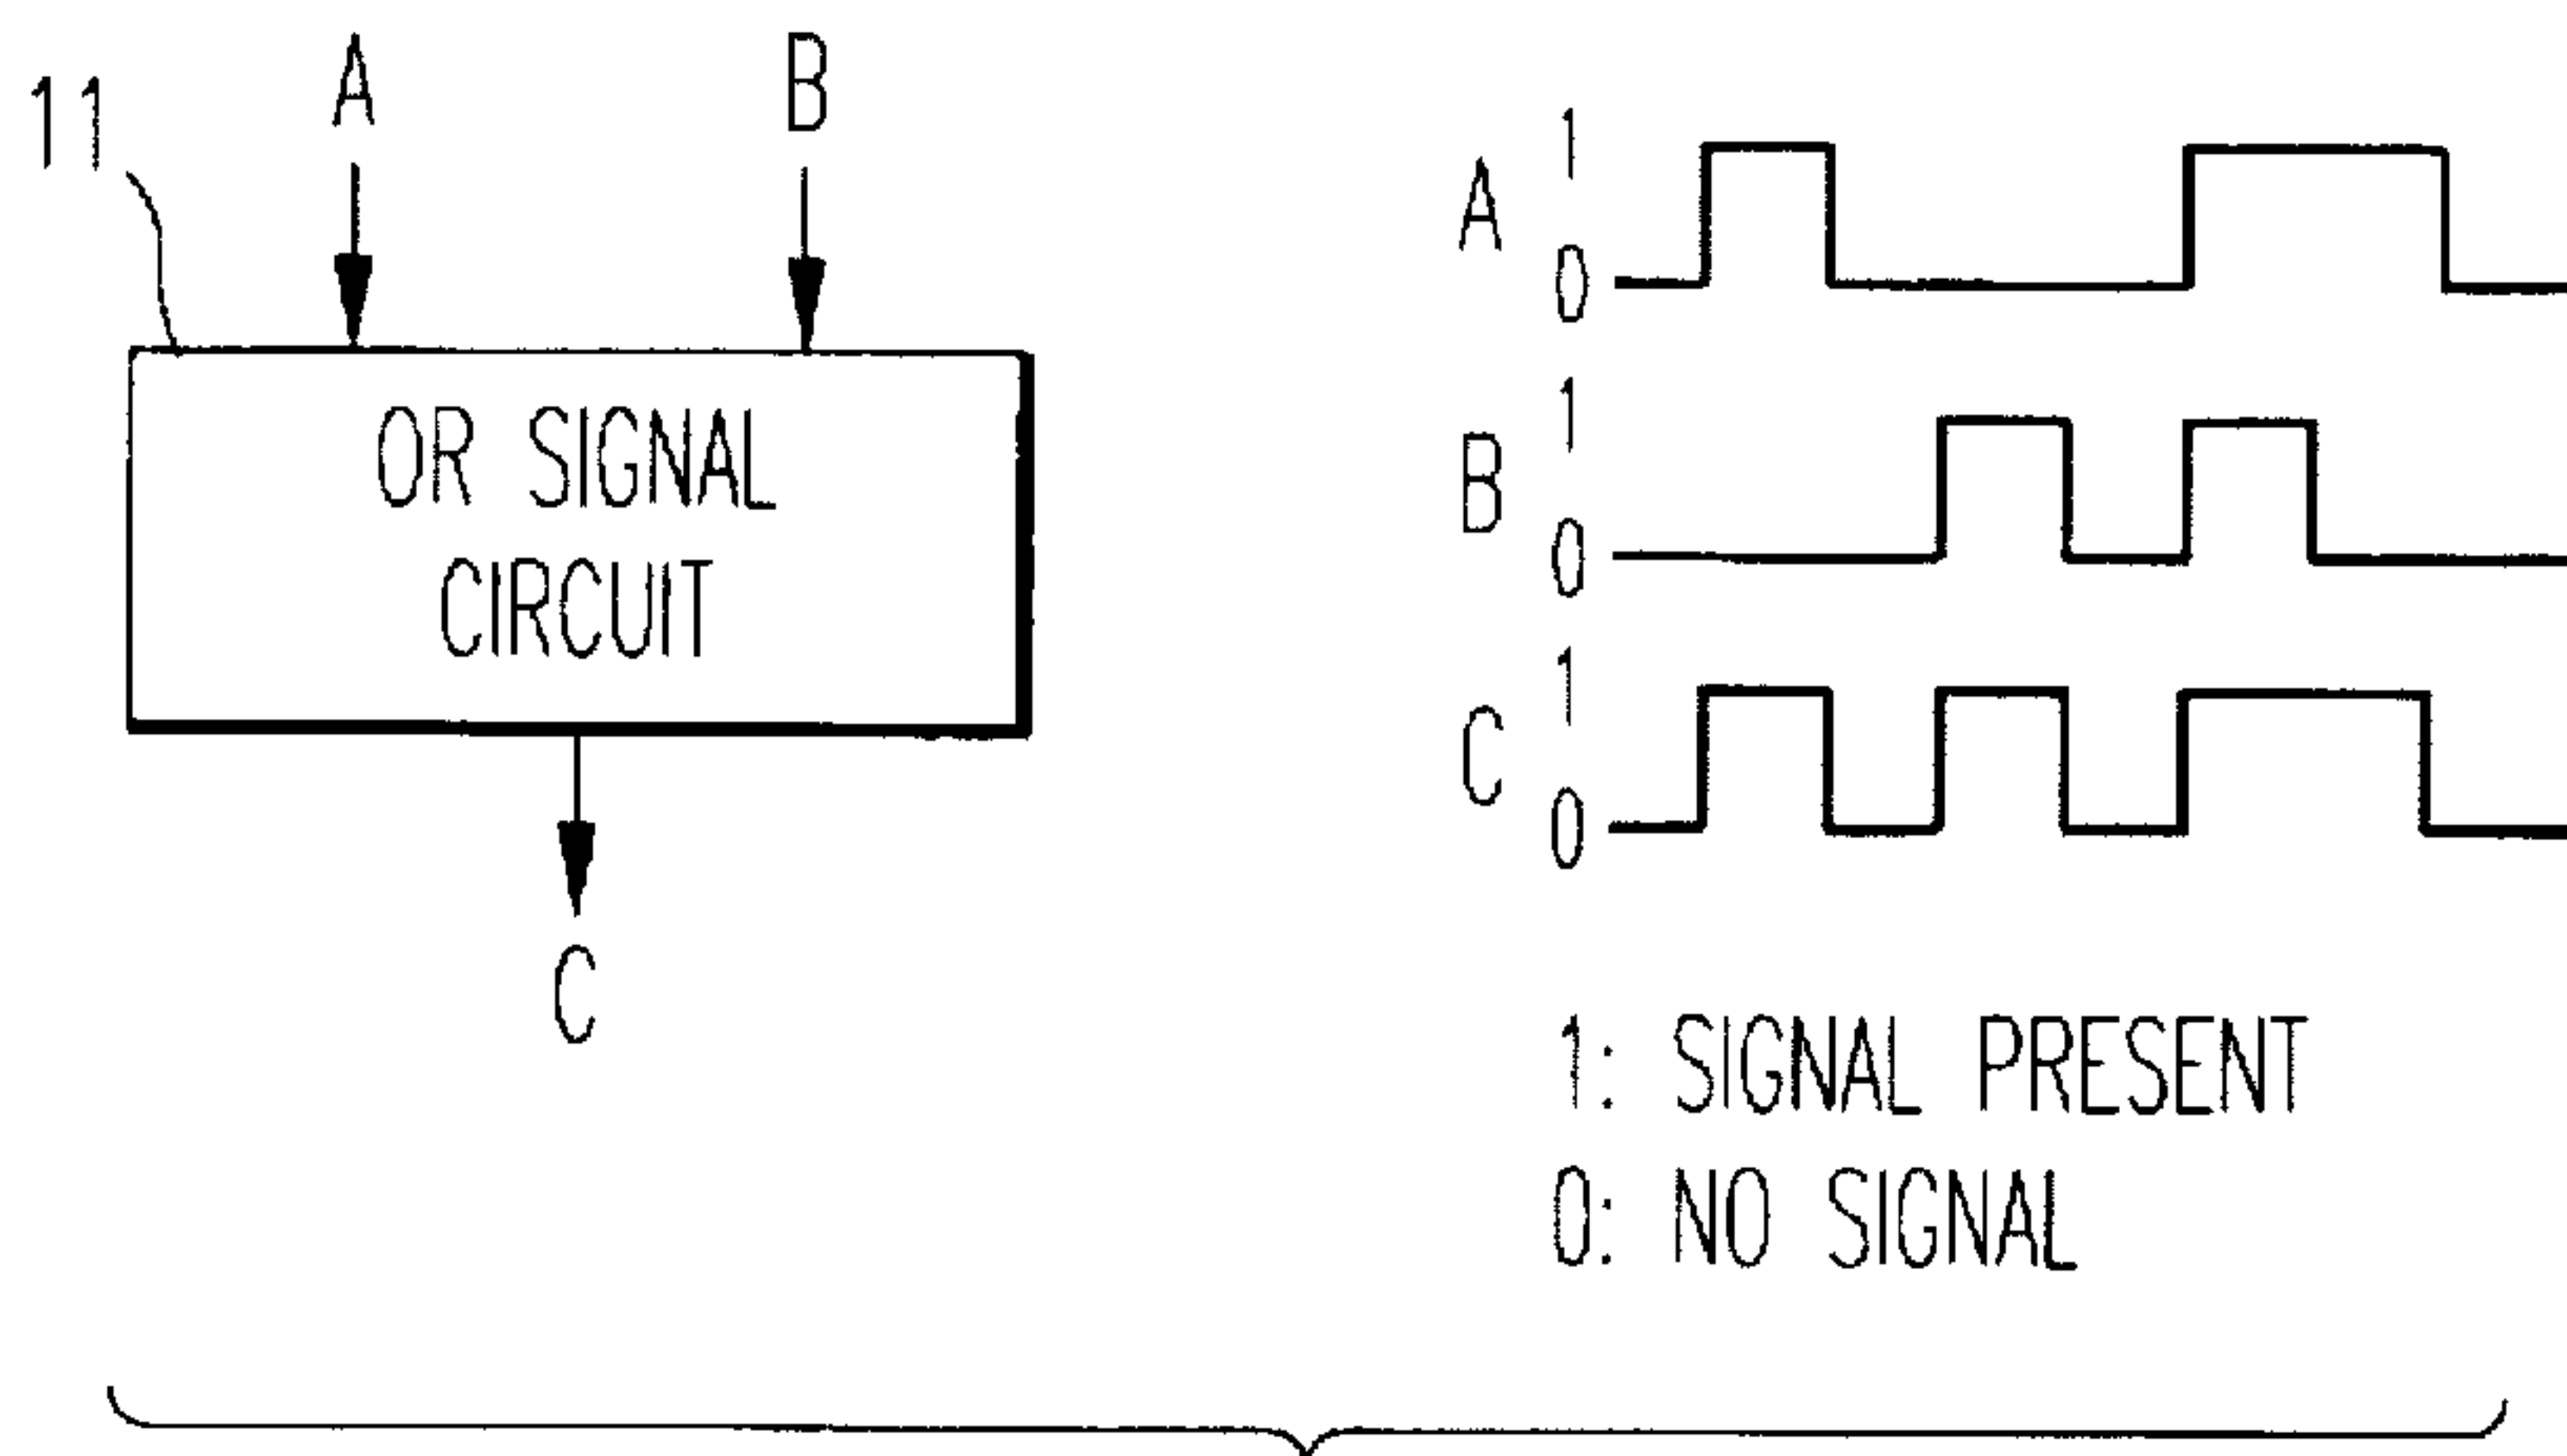 11
A
B
OR SIGNAL
CIRCUIT
C
A
1
0
B
1
0
C
1
0
1: SIGNAL PRESENT
0: NO SIGNAL